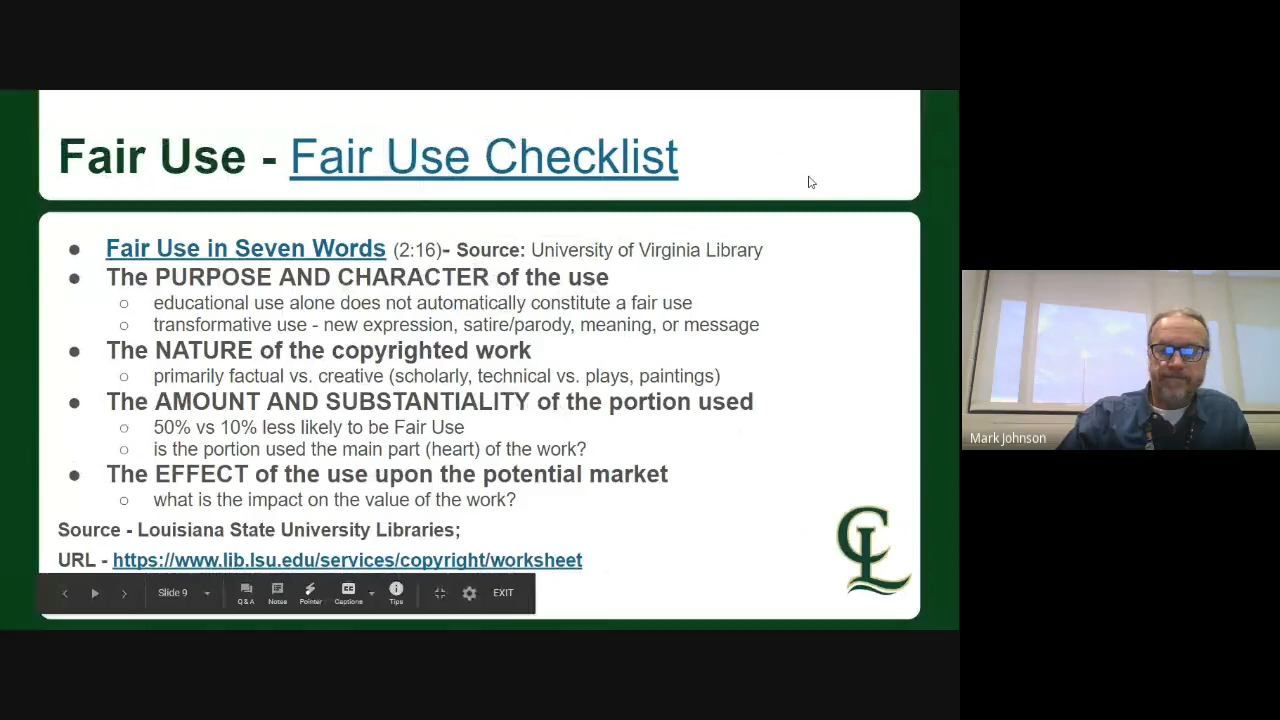 Fair Use - Fair Use Checklist
● Fair Use in Seven Words (2:16)- Source: University of Virginia Library
● The PURPOSE AND CHARACTER of the use
○ educational use alone does not automatically constitute a fair use
○ transformative use - new expression, satire/parody, meaning, or message
● The NATURE of the copyrighted work
○ primarily factual vs. creative (scholarly, technical vs. plays, paintings)
● The AMOUNT AND SUBSTANTIALITY of the portion used
○ 50% vs 10% less likely to be Fair Use
○ is the portion used the main part (heart) of the work?
● The EFFECT of the use upon the potential market
○ what is the impact on the value of the work?
Source - Louisiana State University Libraries;
URL - https://www.lib.lsu.edu/services/copyright/worksheet
Slide 9 Q & A Notes Pointer CC Captions Tips EXIT
CL
Mark Johnson